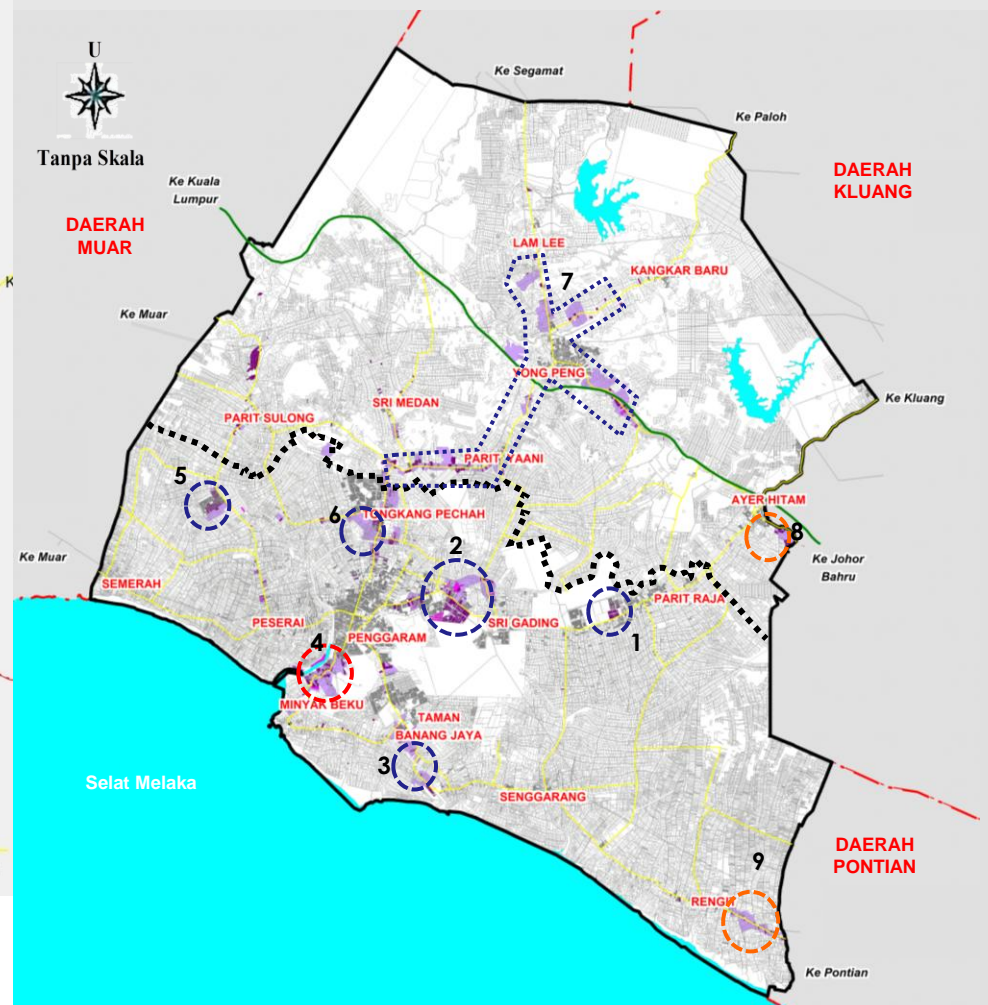 U
Tanpa Skala
Ke Segamat
Ke Paloh
DAERAH
KLUANG
Ke Kuala
Lumpur
DAERAH
MUAR
LAM LEE
7
KANGKAR BARU
K
Ke Muar
YONG PENG
Ke Kluang
SRI MEDAN
PARIT SULONG
PARIT YAANI
5
AYER HITAM
6
TONGKANG PECHAH
8
2
Ke Muar
Ke Johor
Bahru
SEMERAH
PARIT RAJA
PESERAI
SRI GADING
1
PENGGARAM
4
MINYAK BEKU
TAMAN
BANANG JAYA
3
Selat Melaka
SENGGARANG
DAERAH
PONTIAN
9
RENGIT
Ke Pontian